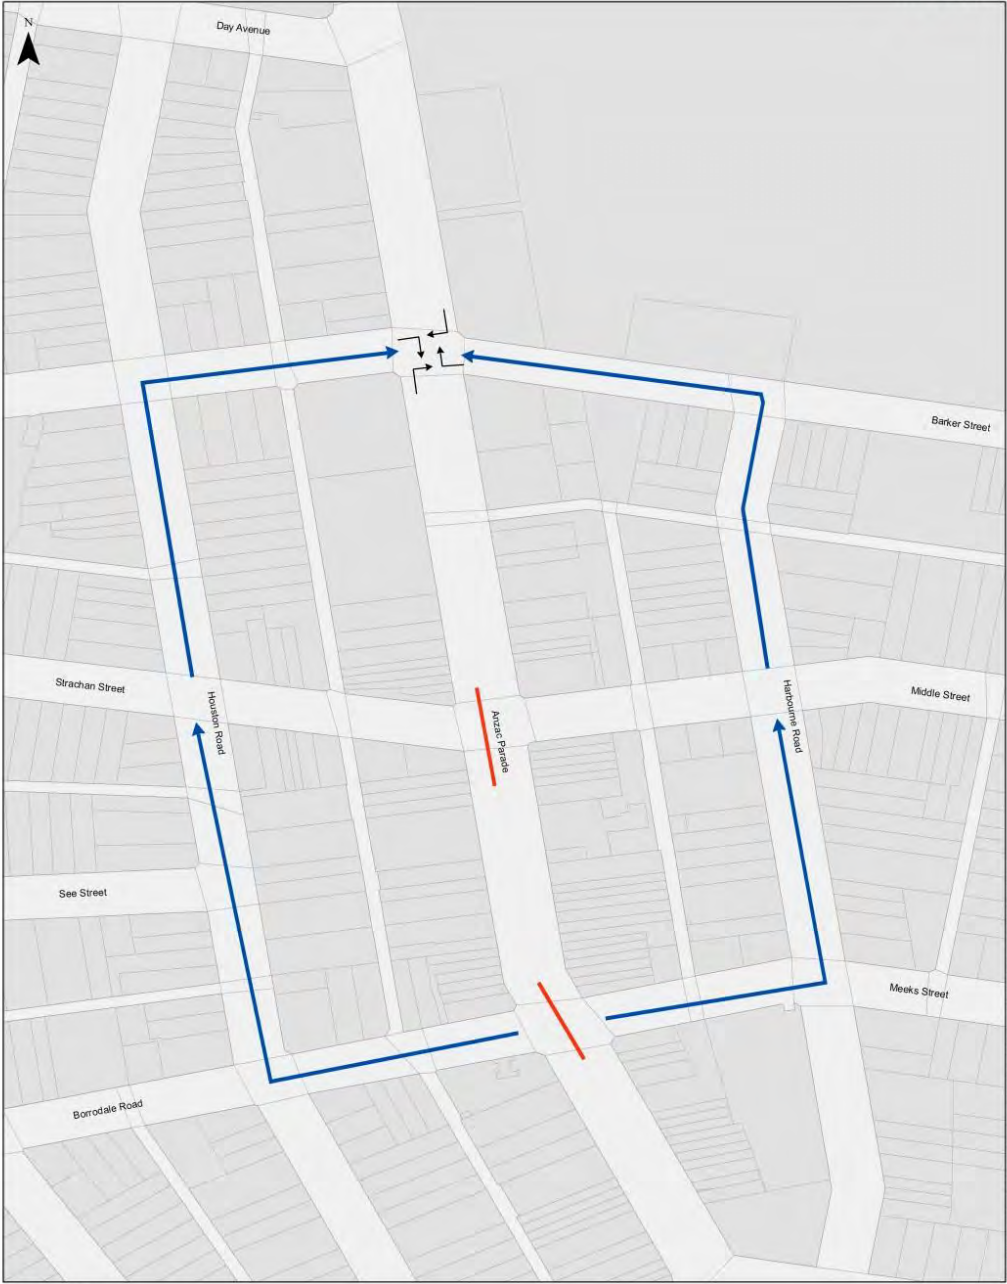 Day Avenue
N
Barker Street
Strachan Street
Houston Road
Anzac Parade
Harbourne Road
Middle Street
See Street
Meeks Street
Borrodale Road